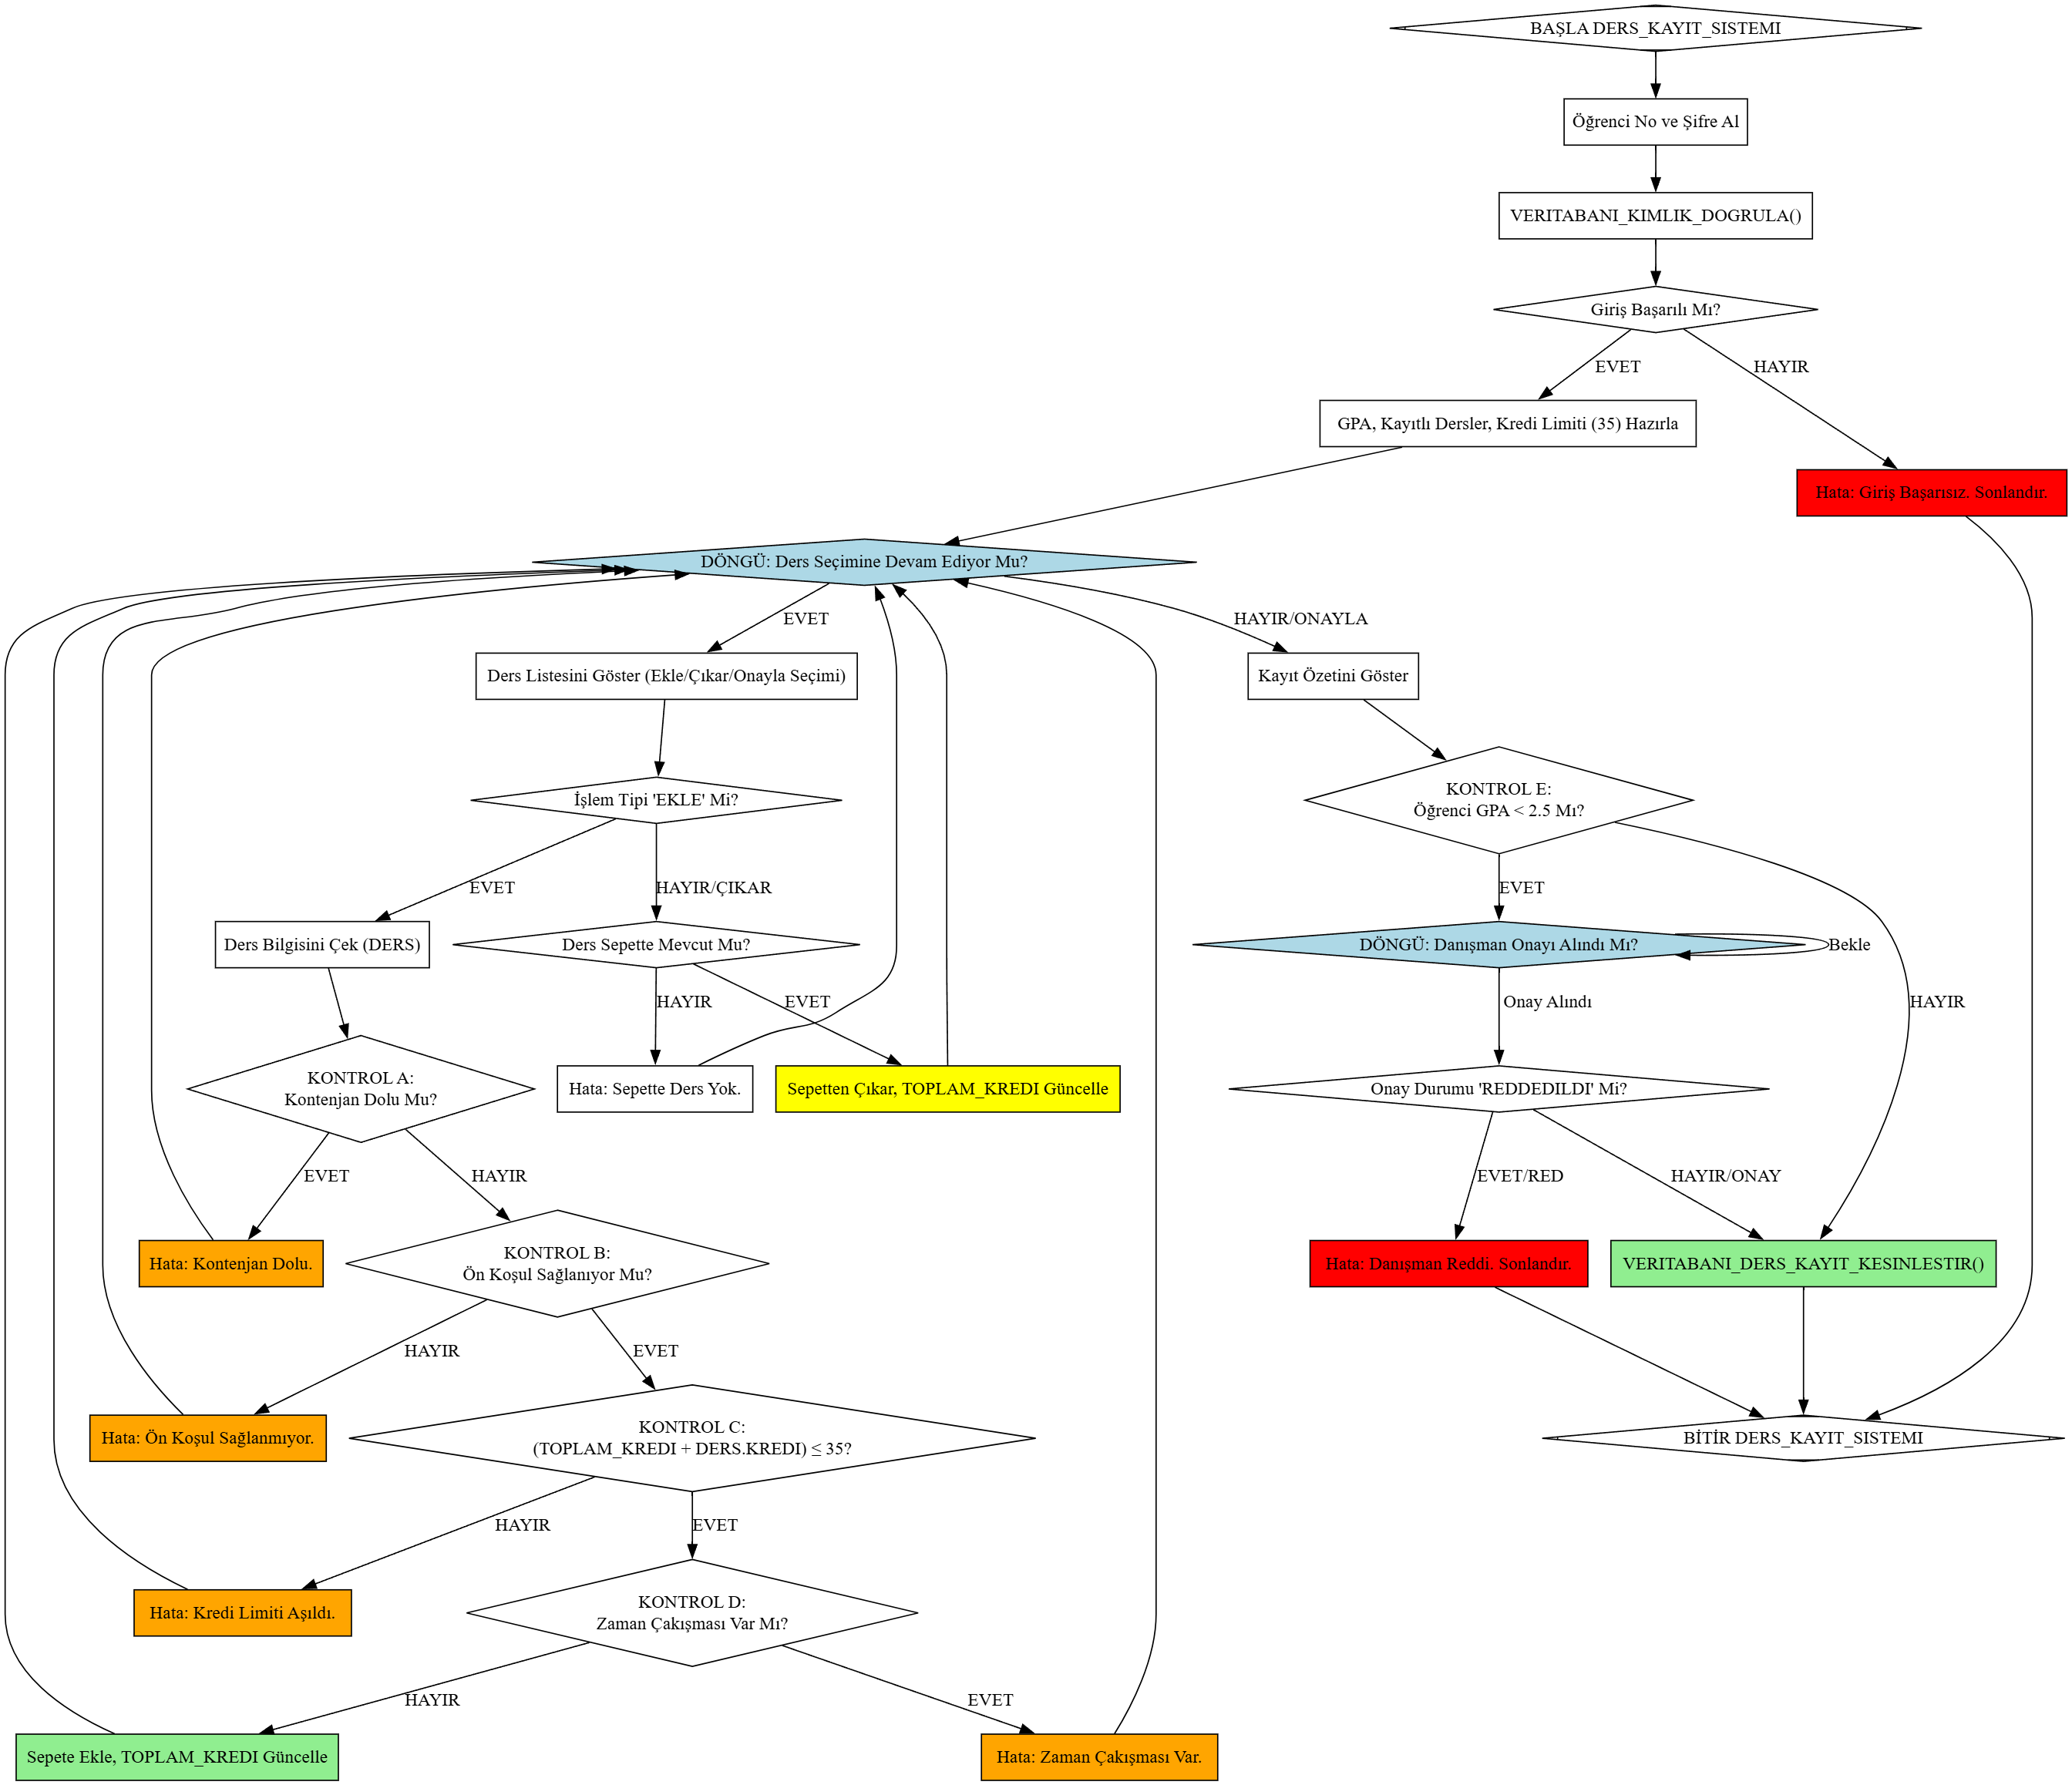 BAŞLA DERS_KAYIT_SISTEMI
Öğrenci No ve Şifre Al
VERITABANI_KIMLIK_DOGRULA()
Giriş Başarılı Mı?
EVET
HAYIR
GPA, Kayıtlı Dersler, Kredi Limiti (35) Hazırla
Hata: Giriş Başarısız. Sonlandır.
DÖNGÜ: Ders Seçimine Devam Ediyor Mu?
EVET
HAYIR/ONAYLA
Ders Listesini Göster (Ekle/Çıkar/Onayla Seçimi)
Kayıt Özetini Göster
İşlem Tipi 'EKLE' Mi?
KONTROL E:
Öğrenci GPA < 2.5 Mı?
EVET
HAYIR/ÇIKAR
EVET
Ders Bilgisini Çek (DERS)
Ders Sepette Mevcut Mu?
DÖNGÜ: Danışman Onayı Alındı Mı?
Bekle
HAYIR
EVET
Onay Alındı
HAYIR
KONTROL A:
Kontenjan Dolu Mu?
Hata: Sepette Ders Yok.
Sepetten Çıkar, TOPLAM_KREDI Güncelle
Onay Durumu 'REDDEDILDI' Mi?
EVET
HAYIR
EVET/RED
HAYIR/ONAY
Hata: Kontenjan Dolu.
KONTROL B:
Ön Koşul Sağlanıyor Mu?
Hata: Danışman Reddi. Sonlandır.
VERITABANI_DERS_KAYIT_KESINLESTIR()
HAYIR
EVET
Hata: Ön Koşul Sağlanmıyor.
KONTROL C:
(TOPLAM_KREDI + DERS.KREDI) ≤ 35?
BİTİR DERS_KAYIT_SISTEMI
HAYIR
EVET
Hata: Kredi Limiti Aşıldı.
KONTROL D:
Zaman Çakışması Var Mı?
HAYIR
EVET
Sepete Ekle, TOPLAM_KREDI Güncelle
Hata: Zaman Çakışması Var.